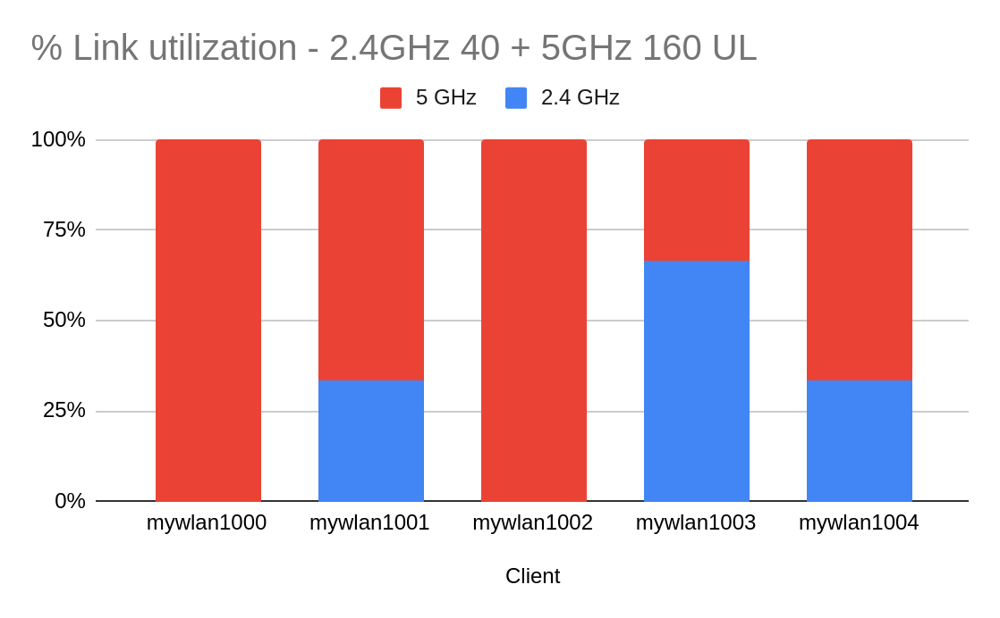 % Link utilization - 2.4GHz 40 + 5GHz 160 UL
5 GHz 2.4 GHz
100%
75%
50%
25%
0%
mywlan1000 mywlan1001 mywlan1002 mywlan1003 mywlan1004
Client